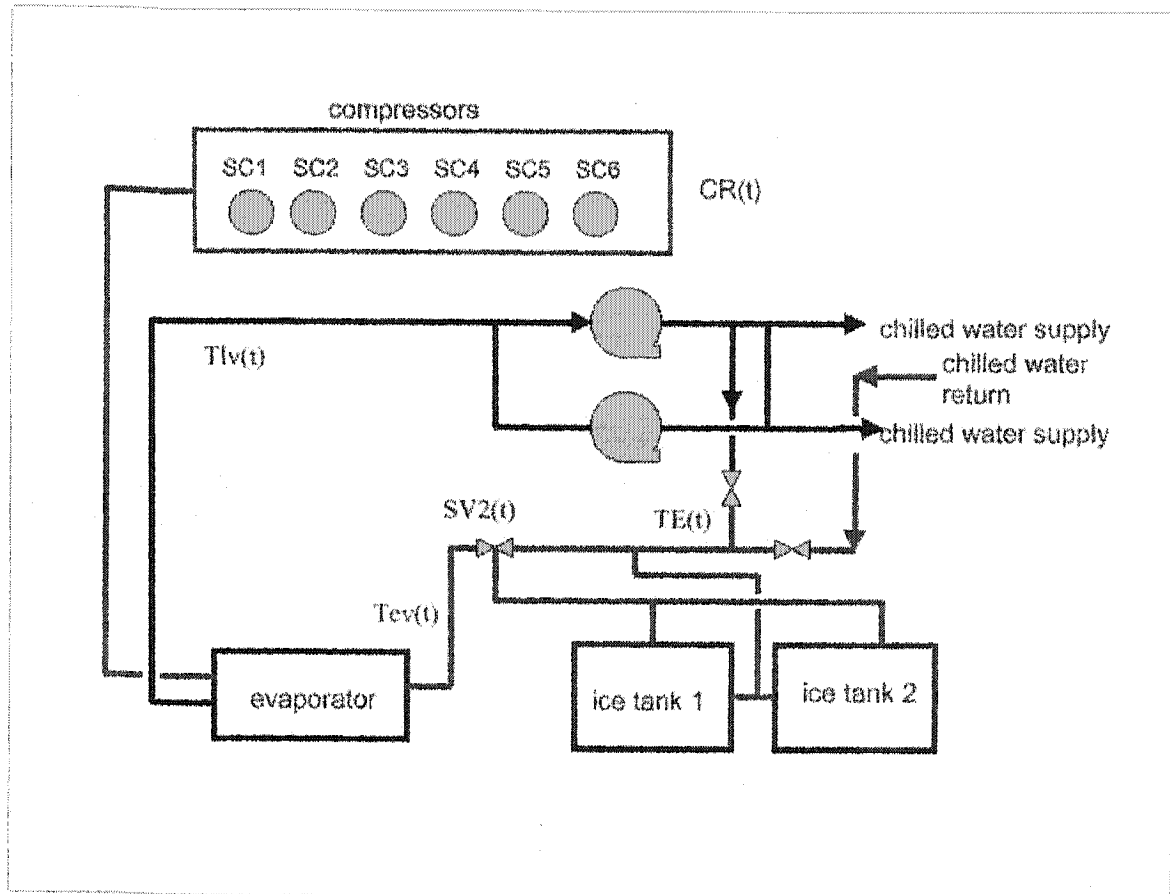 compressors
SC1 SC2 SC3 SC4 SC5 SC6
CR(t)
chilled water supply
Tlv(t)
chilled water
return
chilled water supply
SV2(t)
TE(t)
Tev(t)
evaporator
ice tank 1
ice tank 2